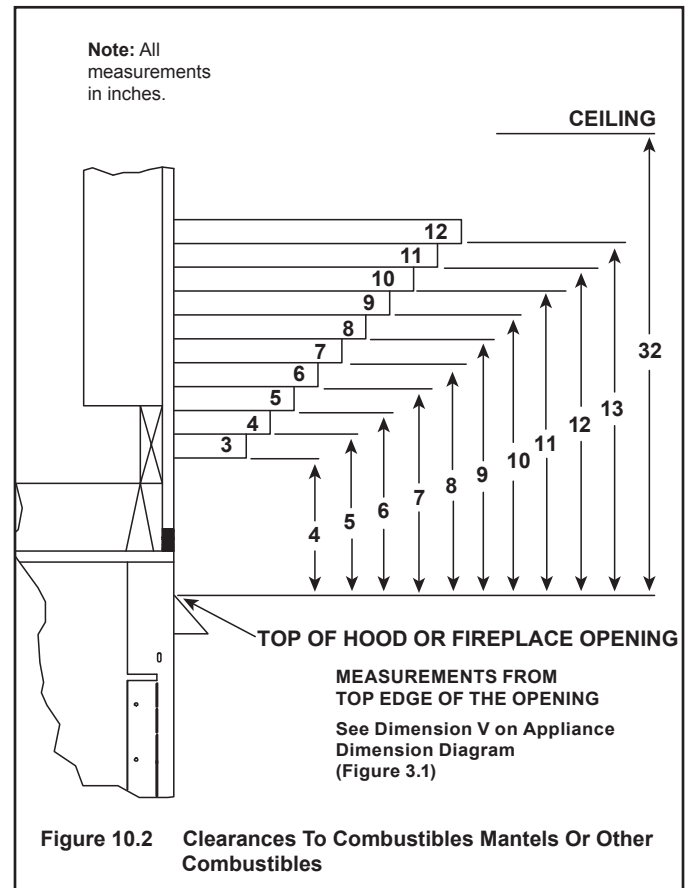 Note: All
measurements
in inches.
CEILING
12
11
10
9
8
7
6
5
4
3
32
13
12
11
10
9
8
7
6
5
4
TOP OF HOOD OR FIREPLACE OPENING
MEASUREMENTS FROM
TOP EDGE OF THE OPENING
See Dimension V on Appliance
Dimension Diagram
(Figure 3.1)
Figure 10.2 Clearances To Combustibles Mantels Or Other
Combustibles